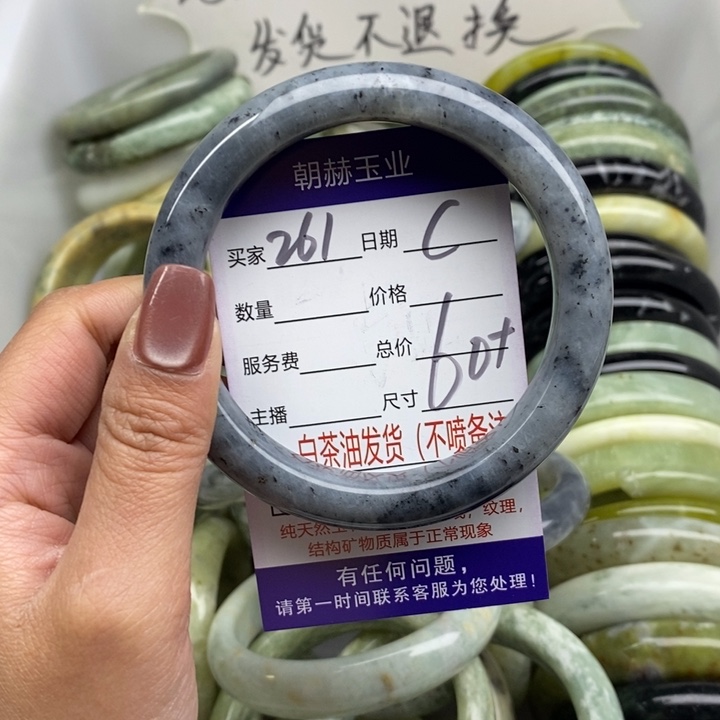 发货不退换
朝赫玉业
买家 261 日期 C
数量 价格
服务费 总价 60+
主播 尺寸
白茶油发货（不喷备注
纹理，
结构矿物质属于正常现象
有任何问题，
请第一时间联系客服为您处理！